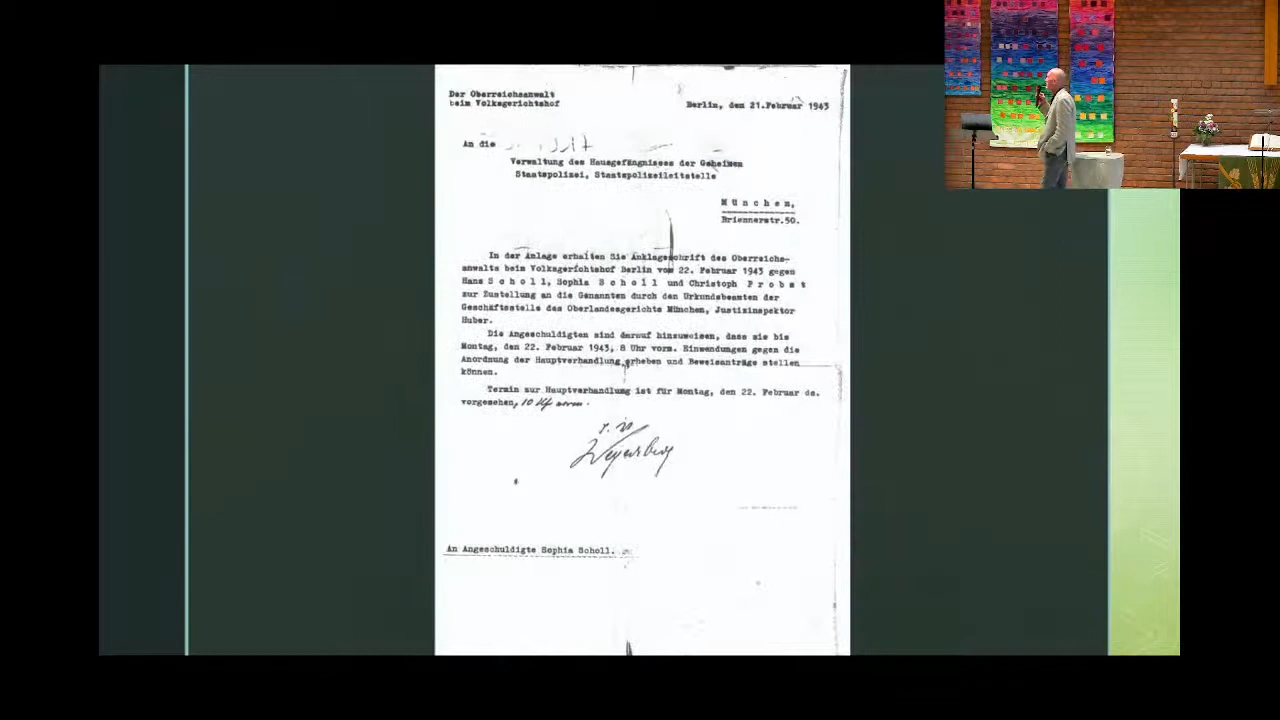 Der Oberreichsanwalt
beim Volksgerichtshof
Berlin, den 21.Februar 1943
An die
Verwaltung des Hausgefängnisses der Geheimen
Staatspolizei, Staatspolizeileitstelle
M ü n c h e n,
Briennerstr.50.
In der Anlage erhalten Sie Anklageschrift des Oberreichs-
anwalts beim Volksgerichtshof Berlin vom 22. Februar 1943 gegen
Hans S c h o l l, Sophia S c h o l l und Christoph P r o b s t
zur Zustellung an die Genannten durch den Urkundsbeamten der
Geschäftsstelle des Oberlandesgerichts München, Justizinspektor
Huber.
Die Angeschuldigten sind darauf hinzuweisen, dass sie bis
Montag, den 22. Februar 1943, 8 Uhr vorm. Einwendungen gegen die
Anordnung der Hauptverhandlung erheben und Beweisanträge stellen
können.
Termin zur Hauptverhandlung ist für Montag, den 22. Februar ds.
vorgesehen, 10 Uhr vorm.
Weyersberg
An Angeschuldigte Sophia Scholl.